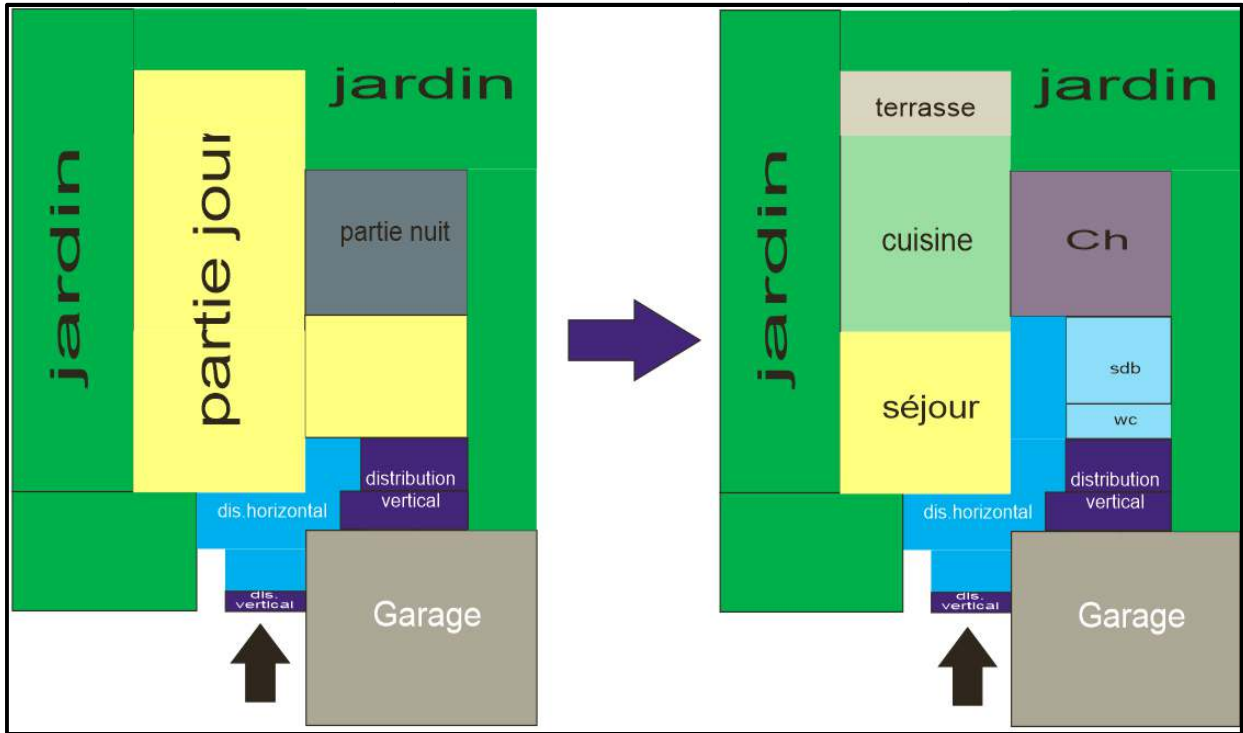 jardin
jardin
partie jour
partie nuit
distribution
vertical
dis.horizontal
dis.
vertical
Garage
jardin
jardin
terrasse
cuisine
Ch
séjour
sdb
wc
distribution
vertical
dis.horizontal
dis.
vertical
Garage